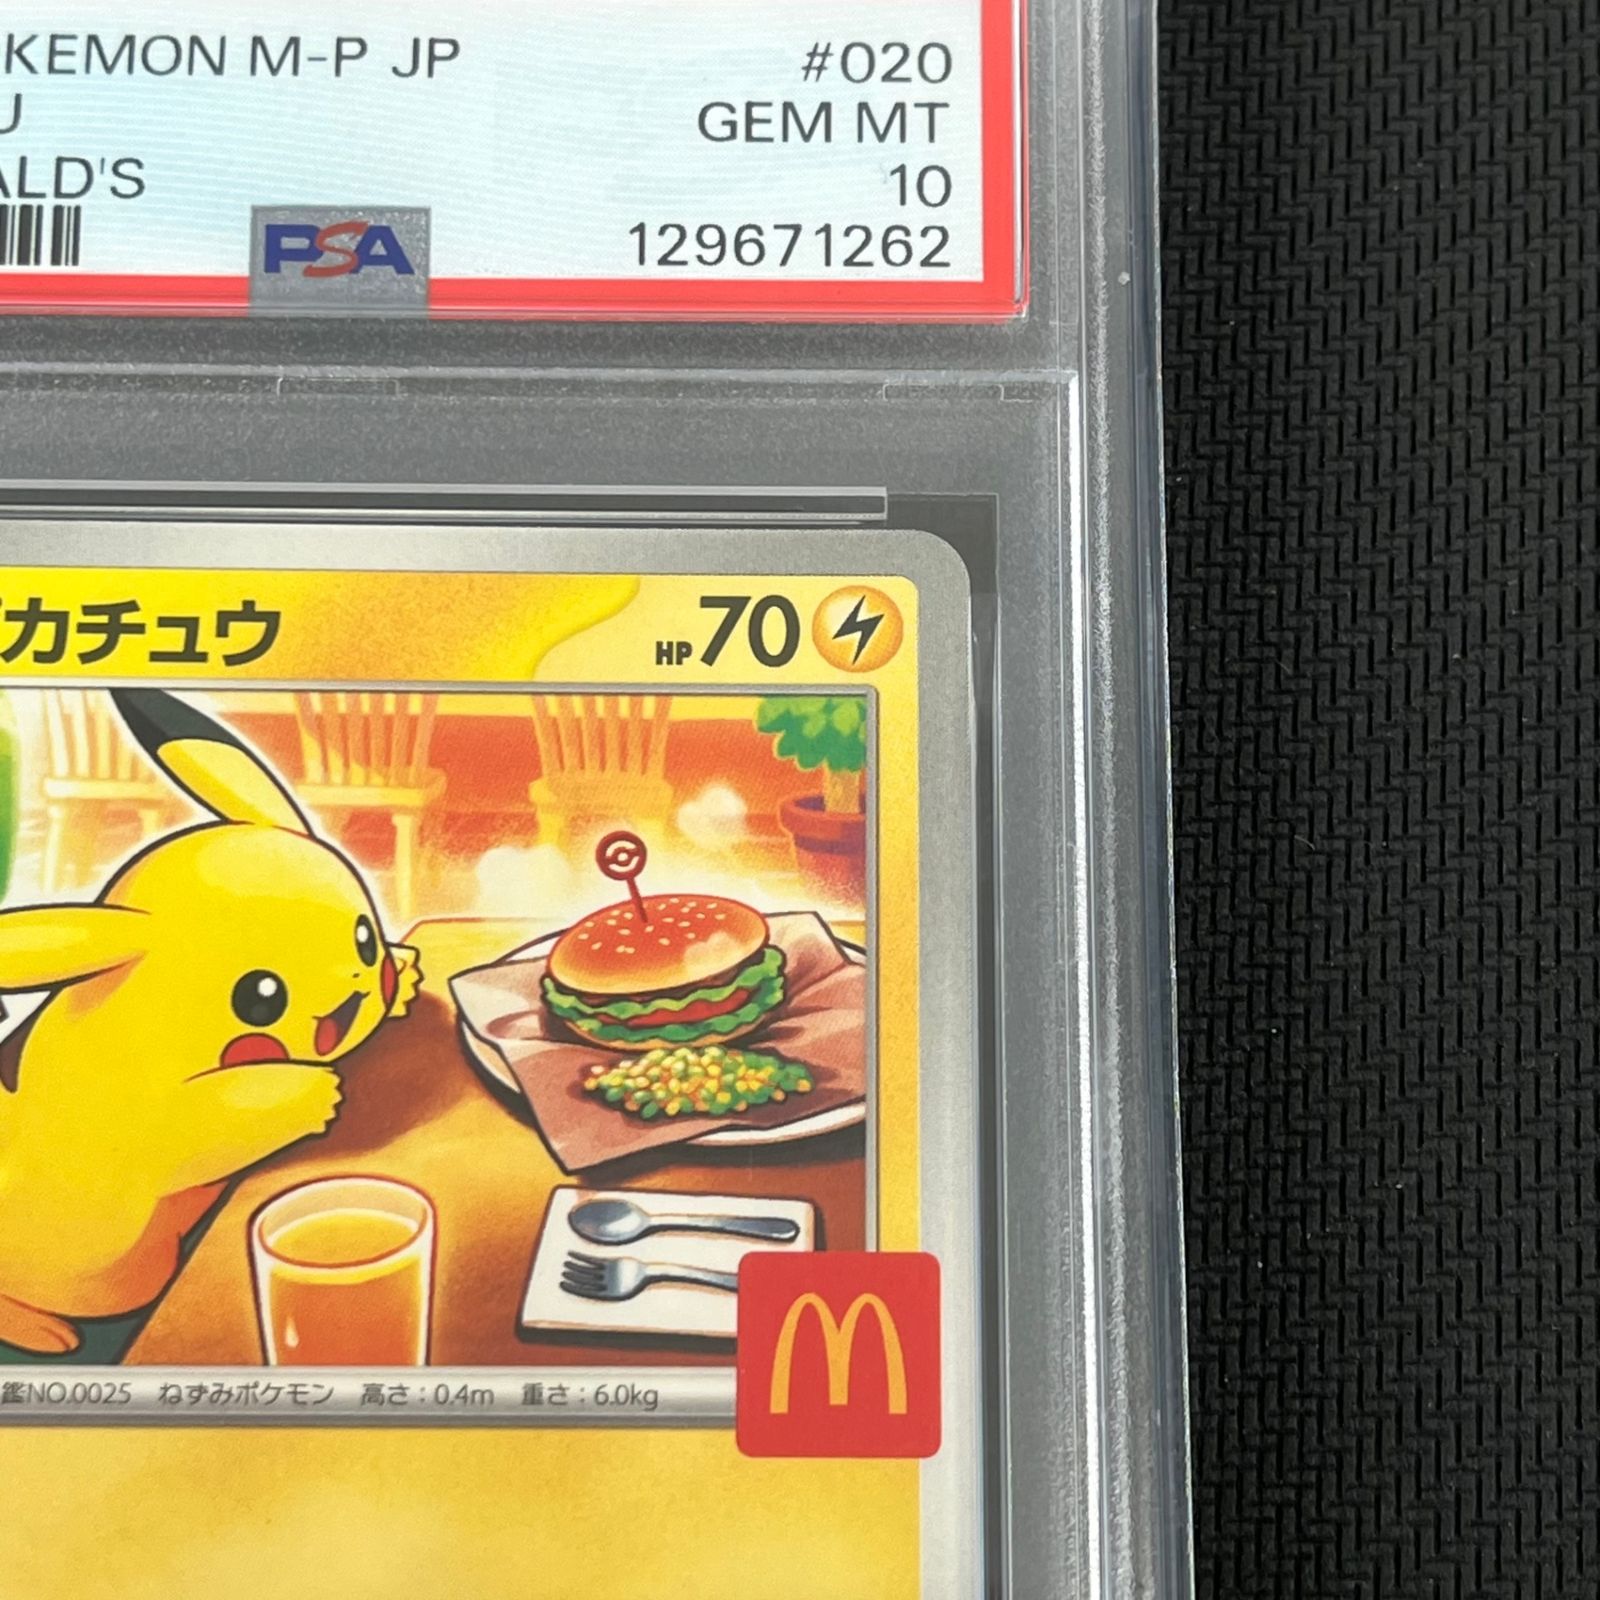 KEMON M-P JP #020
U GEM MT
ALD'S 10
PSA 129671262
ピカチュウ HP70
鑑NO.0025 ねずみポケモン 高さ:0.4m 重さ:6.0kg
M